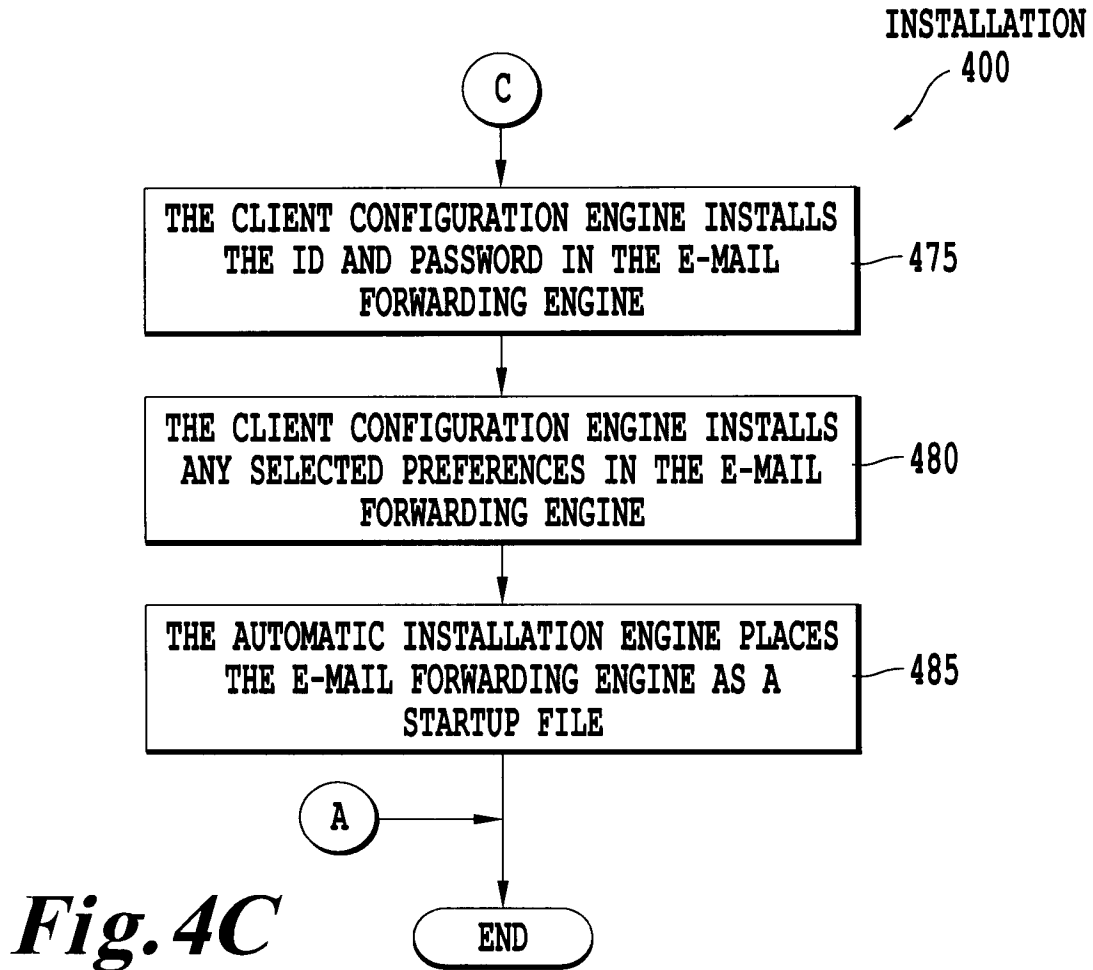 INSTALLATION
400
C
THE CLIENT CONFIGURATION ENGINE INSTALLS
THE ID AND PASSWORD IN THE E-MAIL
FORWARDING ENGINE
475
THE CLIENT CONFIGURATION ENGINE INSTALLS
ANY SELECTED PREFERENCES IN THE E-MAIL
FORWARDING ENGINE
480
THE AUTOMATIC INSTALLATION ENGINE PLACES
THE E-MAIL FORWARDING ENGINE AS A
STARTUP FILE
485
A
END
Fig. 4C